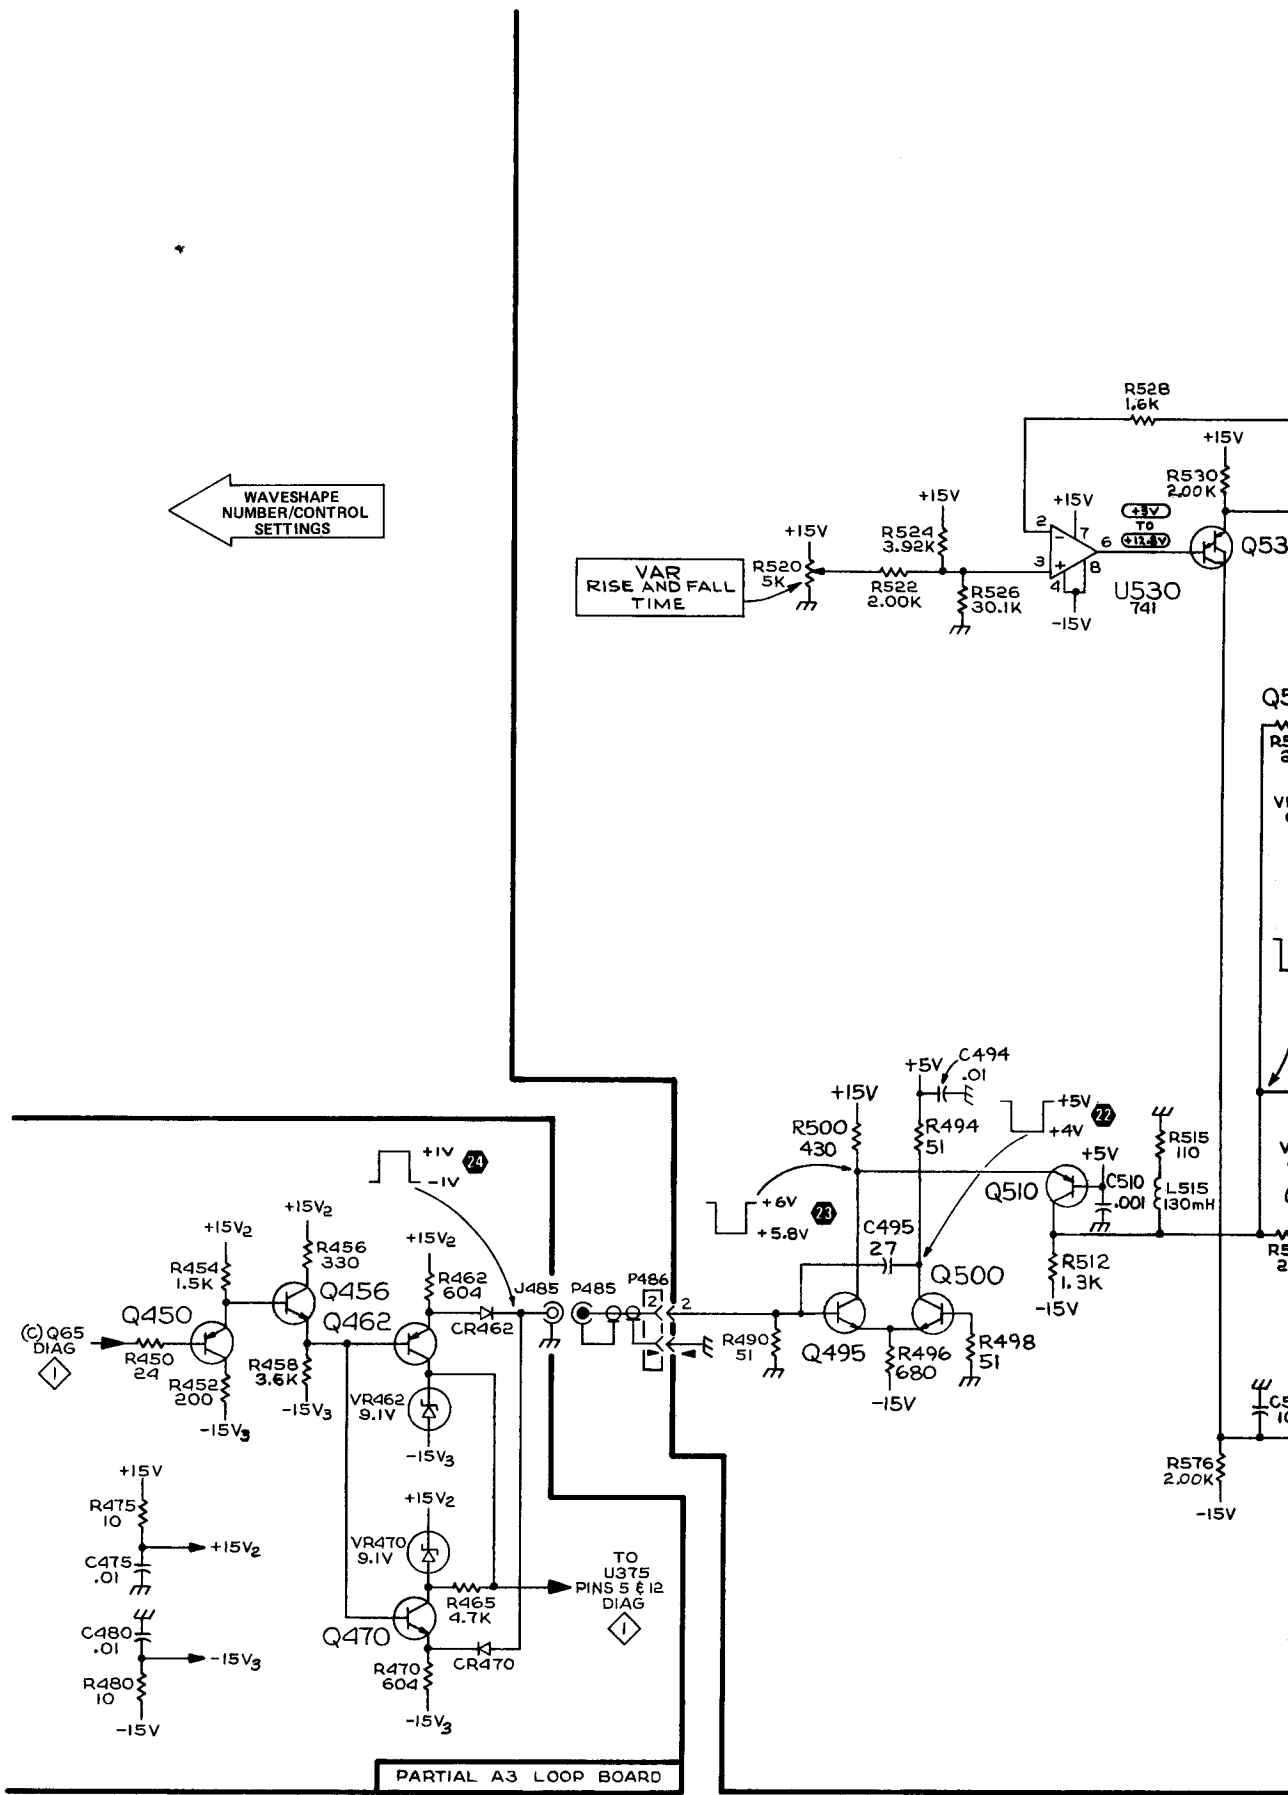 R528
1.6K
+15V
R530
2.00K
WAVESHAPE
NUMBER/CONTROL
SETTINGS
+15V
R524
3.92K
+15V
2
7
-
+3V
TO
6
Q53
+15V
R520
5K
VAR
RISE AND FALL
TIME
R522
2.00K
R526
30.1K
3
+
4
8
U530
741
-15V
+5V
C494
.01
+15V
R500
430
R494
51
+5V
+4V
22
R515
110
+5V
+1V
-1V
24
Q510
C510
.001
L515
130mH
+6V
+5.8V
23
+15V2
+15V2
R456
330
+15V2
C495
27
R454
1.5K
R462
604
J485
P485
P486
Q500
R512
1.3K
-15V
Q456
Q450
Q462
CR462
2
2
(C) Q65
DIAG
1
R450
24
R452
200
R458
3.6K
R490
51
Q495
R496
680
R498
51
-15V3
-15V3
VR462
9.1V
-15V
-15V3
R576
2.00K
-15V
+15V
R475
10
+15V2
C475
.01
+15V2
VR470
9.1V
TO
U375
PINS 5 & 12
DIAG
1
R465
4.7K
C480
.01
-15V3
Q470
CR470
R480
10
-15V
R470
604
-15V3
PARTIAL A3 LOOP BOARD